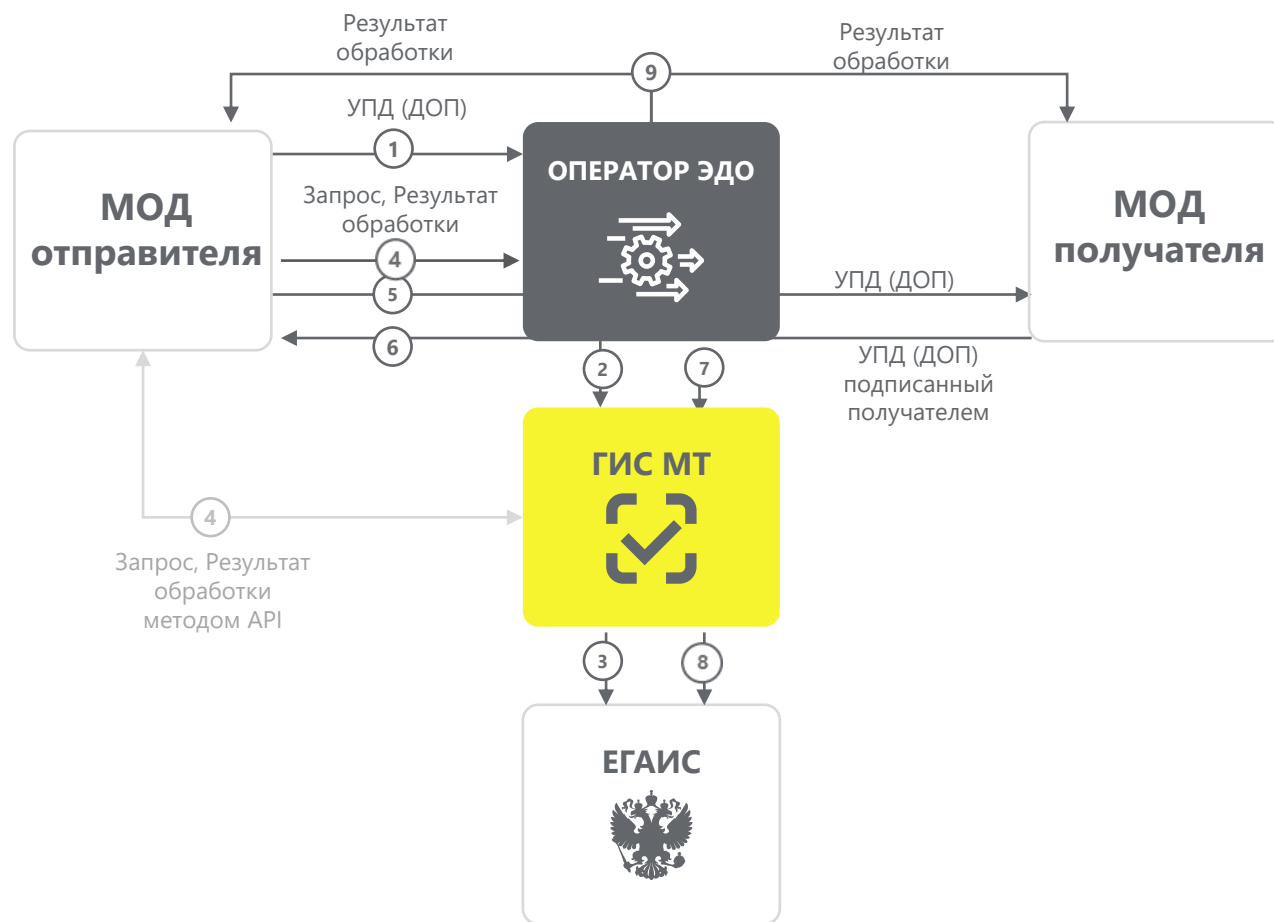 Результат
обработки
Результат
обработки
9
УПД (ДОП)
1
ОПЕРАТОР ЭДО
МОД
отправителя
Запрос, Результат
обработки
4
5
6
МОД
получателя
УПД (ДОП)
УПД (ДОП)
подписанный
получателем
2
7
ГИС МТ
4
Запрос, Результат
обработки
методом API
3
8
ЕГАИС